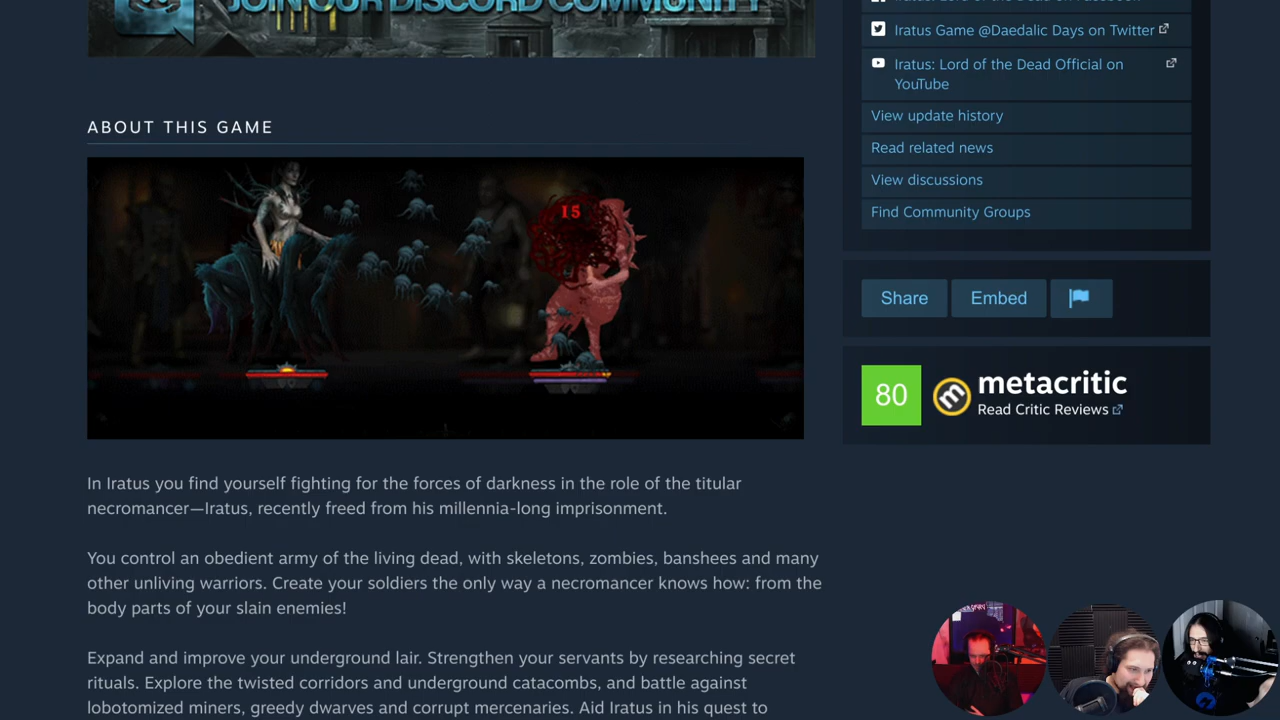 JOIN OUR DISCORD COMMUNITY
Iratus Game @Daedalic Days on Twitter
Iratus: Lord of the Dead Official on
YouTube
View update history
Read related news
View discussions
Find Community Groups
Share
Embed
80
metacritic
Read Critic Reviews
ABOUT THIS GAME
15
In Iratus you find yourself fighting for the forces of darkness in the role of the titular
necromancer—Iratus, recently freed from his millennia-long imprisonment.
You control an obedient army of the living dead, with skeletons, zombies, banshees and many
other unliving warriors. Create your soldiers the only way a necromancer knows how: from the
body parts of your slain enemies!
Expand and improve your underground lair. Strengthen your servants by researching secret
rituals. Explore the twisted corridors and underground catacombs, and battle against
lobotomized miners, greedy dwarves and corrupt mercenaries. Aid Iratus in his quest to